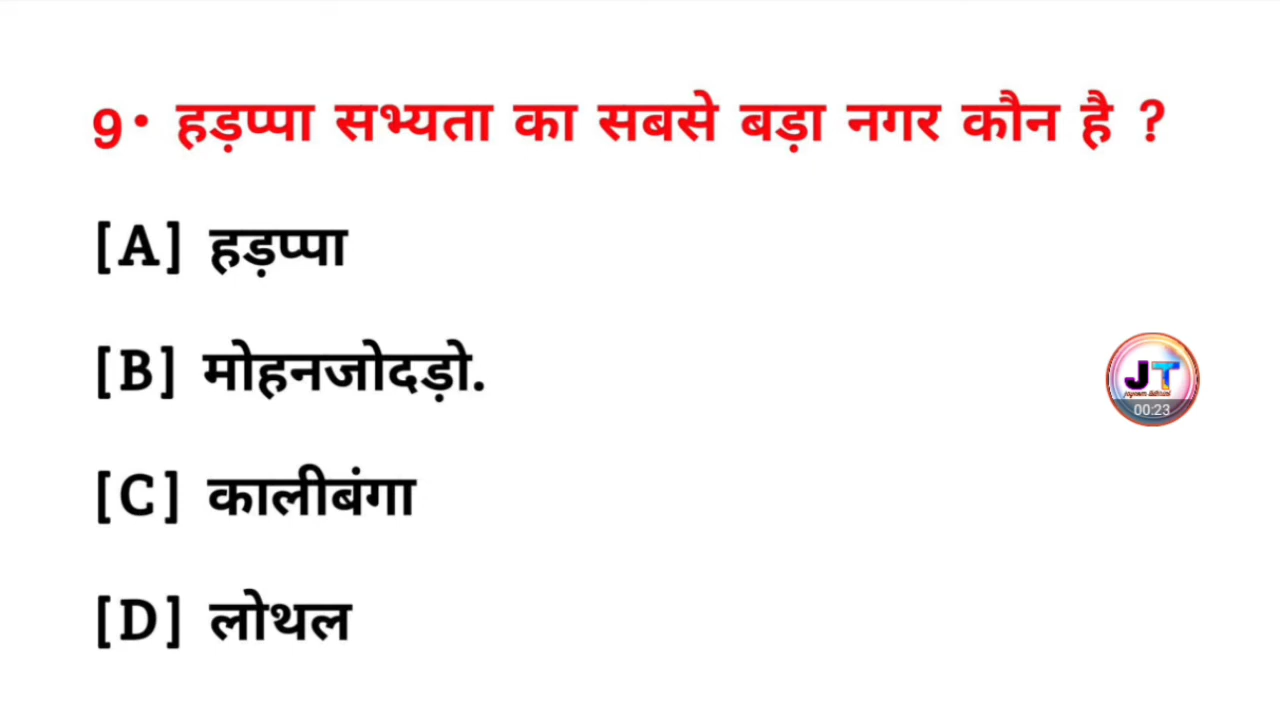 9• हड़प्पा सभ्यता का सबसे बड़ा नगर कौन है ?
[A] हड़प्पा
[B] मोहनजोदड़ो.
JT
00:23
[C] कालीबंगा
[D] लोथल